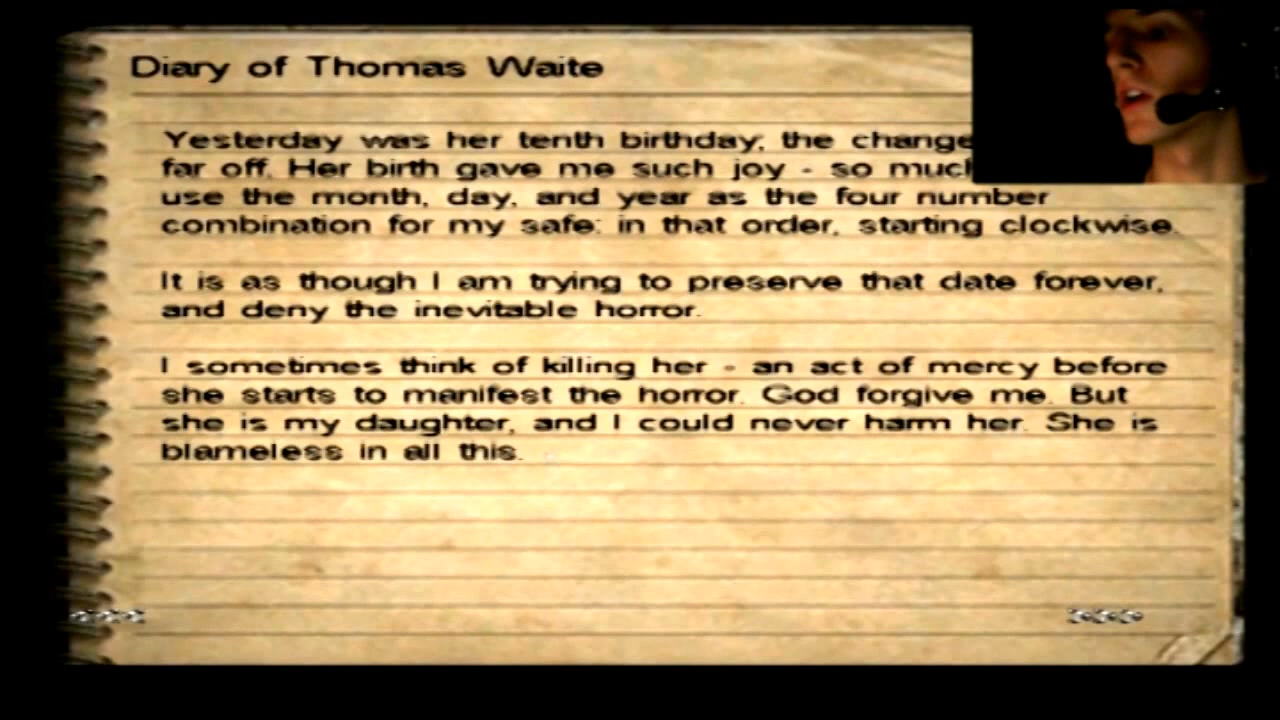 Diary of Thomas Waite
Yesterday was her tenth birthday; the change
far off. Her birth gave me such joy - so much
use the month, day, and year as the four number
combination for my safe: in that order, starting clockwise.
It is as though I am trying to preserve that date forever,
and deny the inevitable horror.
I sometimes think of killing her - an act of mercy before
she starts to manifest the horror. God forgive me. But
she is my daughter, and I could never harm her. She is
blameless in all this.